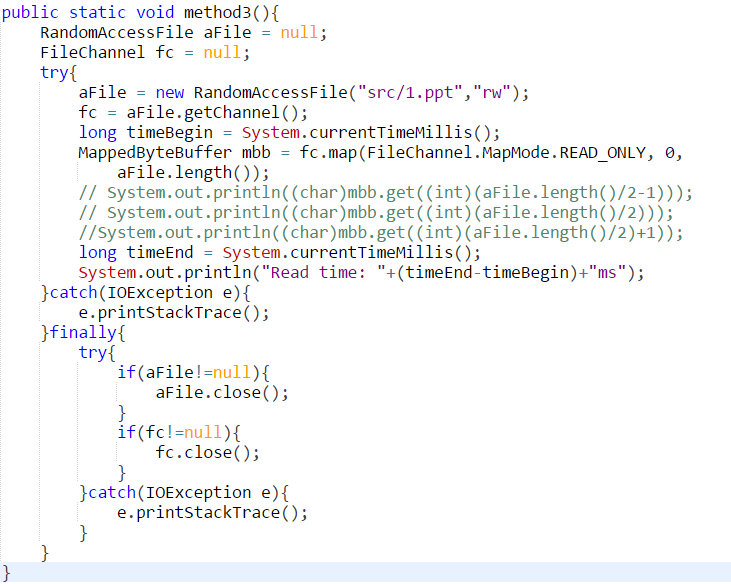 public static void method3(){
    RandomAccessFile aFile = null;
    FileChannel fc = null;
    try{
        aFile = new RandomAccessFile("src/1.ppt","rw");
        fc = aFile.getChannel();
        long timeBegin = System.currentTimeMillis();
        MappedByteBuffer mbb = fc.map(FileChannel.MapMode.READ_ONLY, 0,
            aFile.length());
        // System.out.println((char)mbb.get((int)(aFile.length()/2-1)));
        // System.out.println((char)mbb.get((int)(aFile.length()/2)));
        //System.out.println((char)mbb.get((int)(aFile.length()/2)+1));
        long timeEnd = System.currentTimeMillis();
        System.out.println("Read time: "+(timeEnd-timeBegin)+"ms");
    }catch(IOException e){
        e.printStackTrace();
    }finally{
        try{
            if(aFile!=null){
                aFile.close();
            }
            if(fc!=null){
                fc.close();
            }
        }catch(IOException e){
            e.printStackTrace();
        }
    }
}